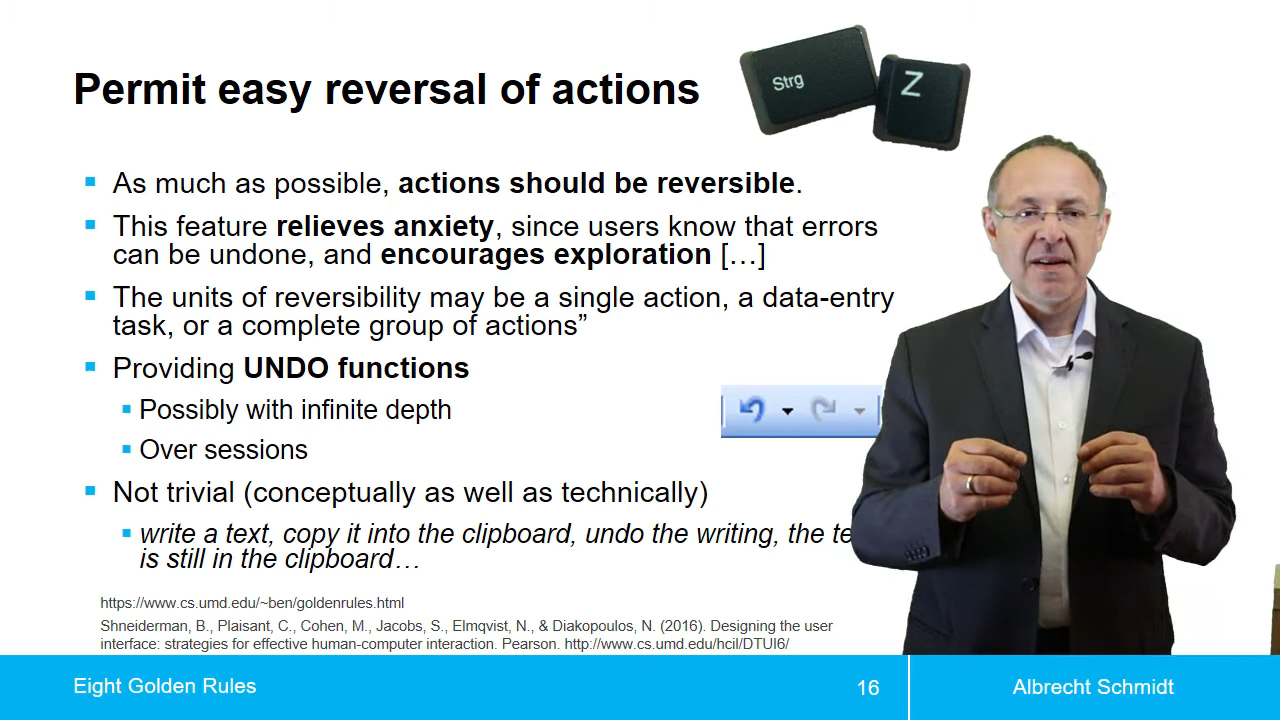 Permit easy reversal of actions
Strg
Z
As much as possible, actions should be reversible.
This feature relieves anxiety, since users know that errors
can be undone, and encourages exploration […]
The units of reversibility may be a single action, a data-entry
task, or a complete group of actions”
Providing UNDO functions
Possibly with infinite depth
Over sessions
Not trivial (conceptually as well as technically)
write a text, copy it into the clipboard, undo the writing, the
is still in the clipboard…
https://www.cs.umd.edu/~ben/goldenrules.html
Shneiderman, B., Plaisant, C., Cohen, M., Jacobs, S., Elmqvist, N., & Diakopoulos, N. (2016). Designing the user
interface: strategies for effective human-computer interaction. Pearson. http://www.cs.umd.edu/hcil/DTUI6/
Eight Golden Rules
16
Albrecht Schmidt